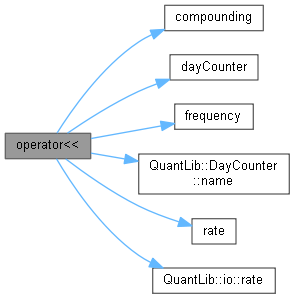 compounding
dayCounter
frequency
operator<<
QuantLib::DayCounter
::name
rate
QuantLib::io::rate